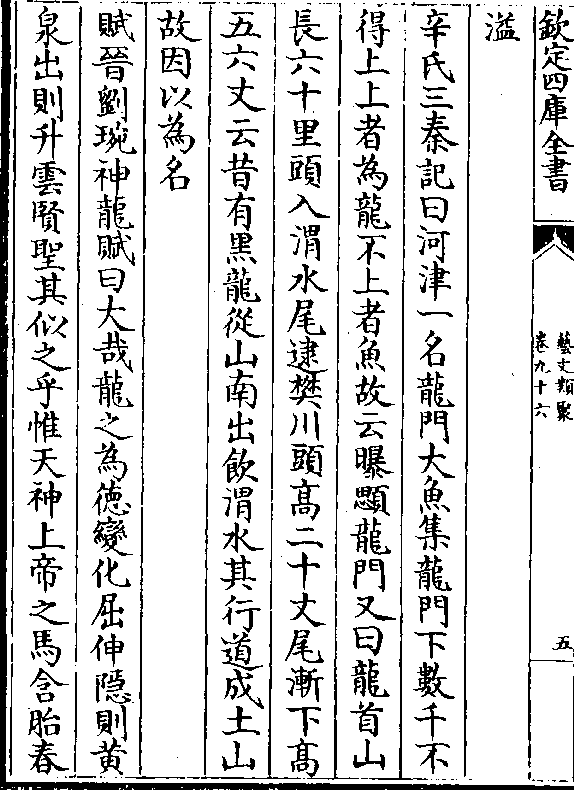 欽定四庫全書
藝文類聚
卷九十六
五
溢
辛氏三秦記曰河津一名龍門大魚集龍門下數千不
得上上者為龍不上者魚故云曝顋龍門又曰龍首山
長六十里頭入渭水尾逮樊川頭高二十丈尾漸下高
五六丈云昔有黑龍從山南出飲渭水其行道成土山
故因以為名
賦晉劉琬神龍賦曰大哉龍之為德變化屈伸隱則黄
泉出則升雲賢聖其似之乎惟天神上帝之馬含胎春